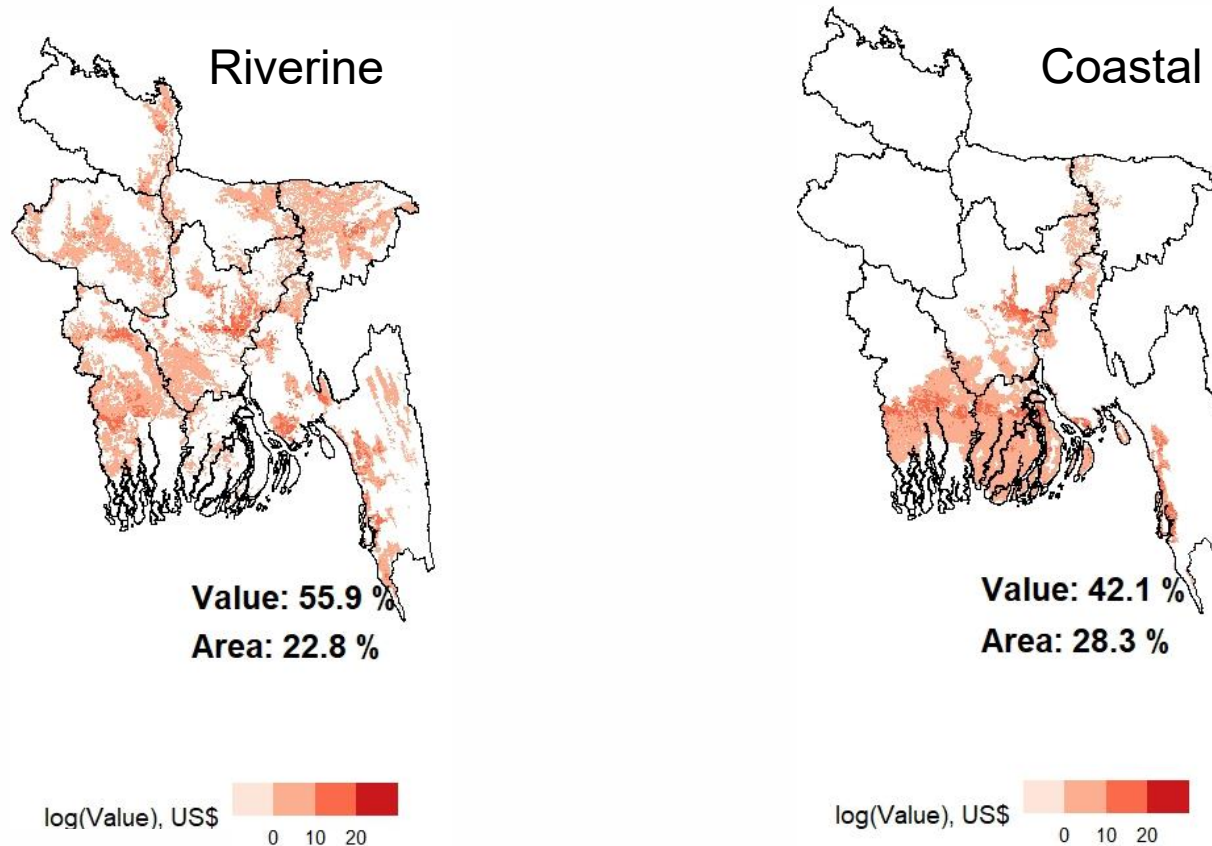 Riverine
Value: 55.9 %
Area: 22.8 %
log(Value), US$
0 10 20
Coastal
Value: 42.1 %
Area: 28.3 %
log(Value), US$
0 10 20